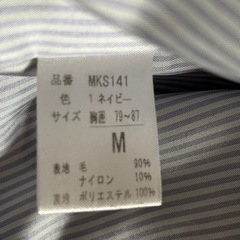 品番 MKS141
色 1 ネイビー
サイズ 胸囲 79~87
M
表地 毛 90%
ナイロン 10%
裏地 ポリエステル 100%